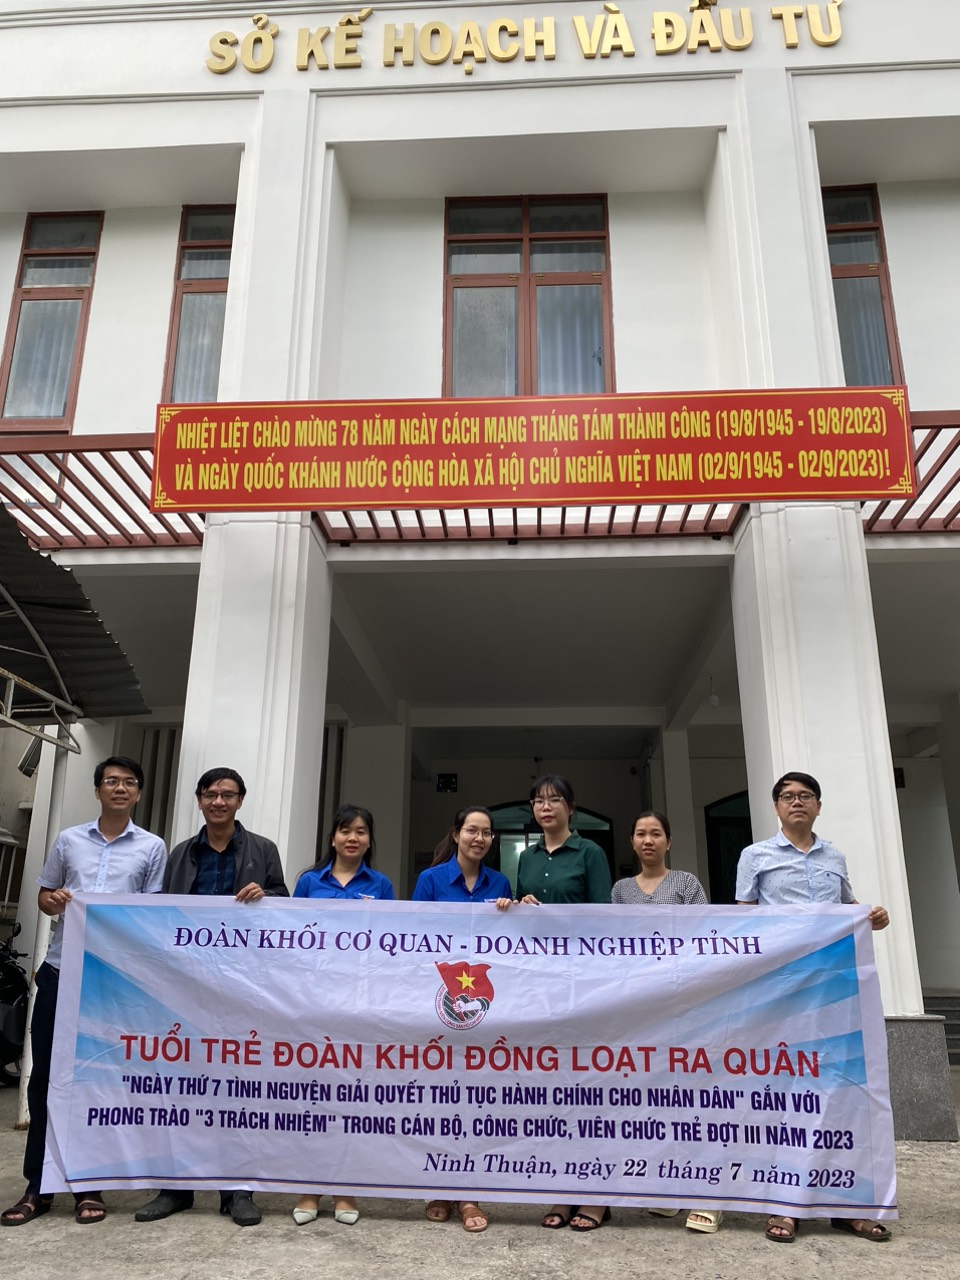 SỞ KẾ HOẠCH VÀ ĐẦU TƯ
NHIỆT LIỆT CHÀO MỪNG 78 NĂM NGÀY CÁCH MẠNG THÁNG TÁM THÀNH CÔNG (19/8/1945 - 19/8/2023)
VÀ NGÀY QUỐC KHÁNH NƯỚC CỘNG HÒA XÃ HỘI CHỦ NGHĨA VIỆT NAM (02/9/1945 - 02/9/2023)!
ĐOÀN KHỐI CƠ QUAN - DOANH NGHIỆP TỈNH
TUỔI TRẺ ĐOÀN KHỐI ĐỒNG LOẠT RA QUÂN
"NGÀY THỨ 7 TÌNH NGUYỆN GIẢI QUYẾT THỦ TỤC HÀNH CHÍNH CHO NHÂN DÂN" GẮN VỚI
PHONG TRÀO "3 TRÁCH NHIỆM" TRONG CÁN BỘ, CÔNG CHỨC, VIÊN CHỨC TRẺ ĐỢT III NĂM 2023
Ninh Thuận, ngày 22 tháng 7 năm 2023